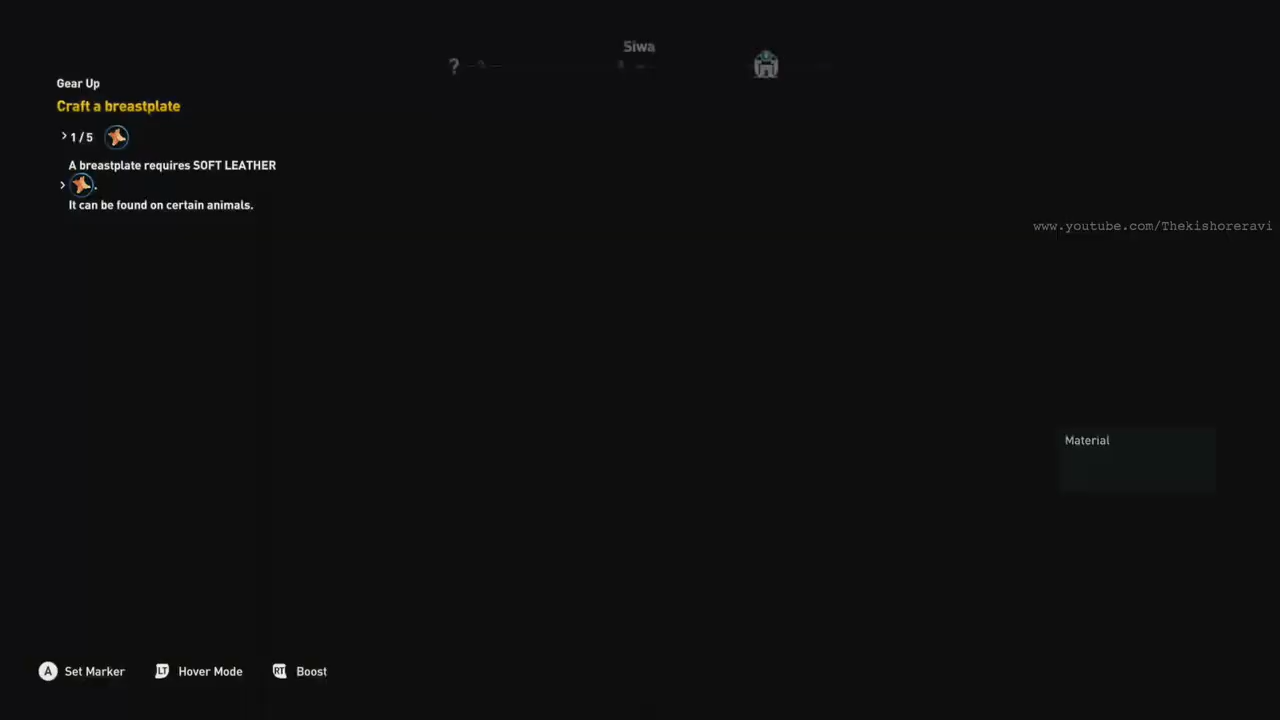 Siwa
?
Gear Up
Craft a breastplate
> 1 / 5
A breastplate requires SOFT LEATHER
> .
It can be found on certain animals.
www.youtube.com/Thekishoreravi
Material
A Set Marker LT Hover Mode RT Boost